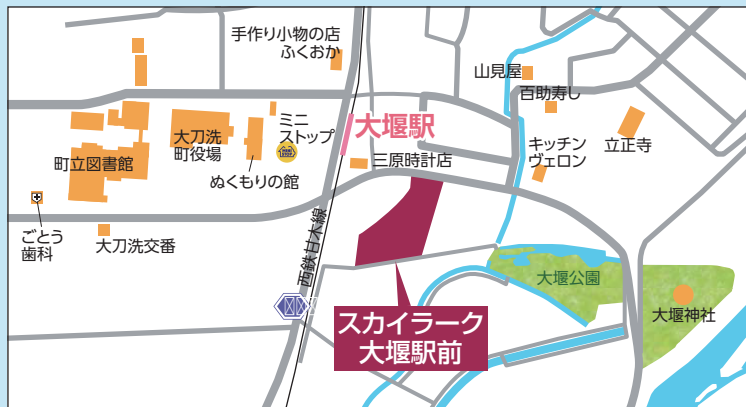 手作り小物の店
ふくおか
山見屋
百助寿し
ミニ
ストップ
大堰駅
大刀洗
町役場
キッチン
ヴェロン
立正寺
町立図書館
三原時計店
ぬくもりの館
ごとう
歯科
大刀洗交番
西鉄甘木線
大堰公園
スカイラーク
大堰駅前
大堰神社